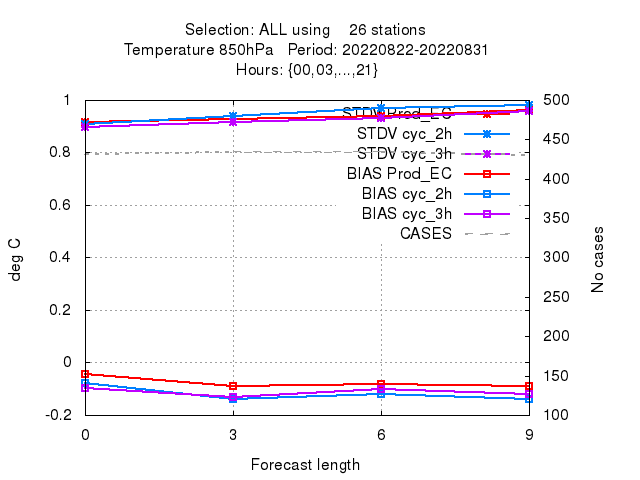 Selection: ALL using 26 stations
Temperature 850hPa Period: 20220822-20220831
Hours: {00,03,...,21}
1
0.8
0.6
0.4
0.2
0
-0.2
deg C
STDV Prod_EC
STDV cyc_2h
STDV cyc_3h
BIAS Prod_EC
BIAS cyc_2h
BIAS cyc_3h
CASES
500
450
400
350
300
250
200
150
100
No cases
0
3
6
9
Forecast length